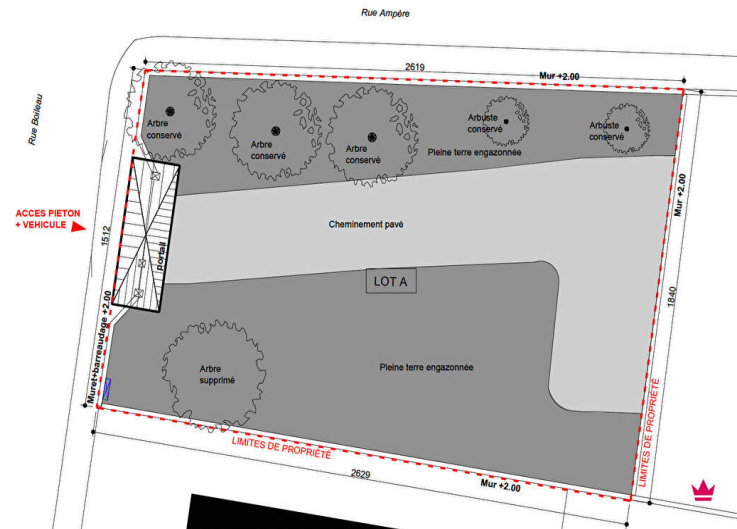 Rue Ampère
2619
Mur +2.00
Rue Boileau
Arbre
conservé
Arbre
conservé
Arbre
conservé
Arbuste
conservé
Arbuste
conservé
Pleine terre engazonnée
Mur +2.00
ACCES PIETON
+ VEHICULE
1512
portail
Cheminement pavé
LOT A
1840
Muret+barreaudage +2.00
Arbre
supprimé
Pleine terre engazonnée
LIMITES DE PROPRIÉTÉ
LIMITES DE PROPRIÉTÉ
2629
Mur +2.00